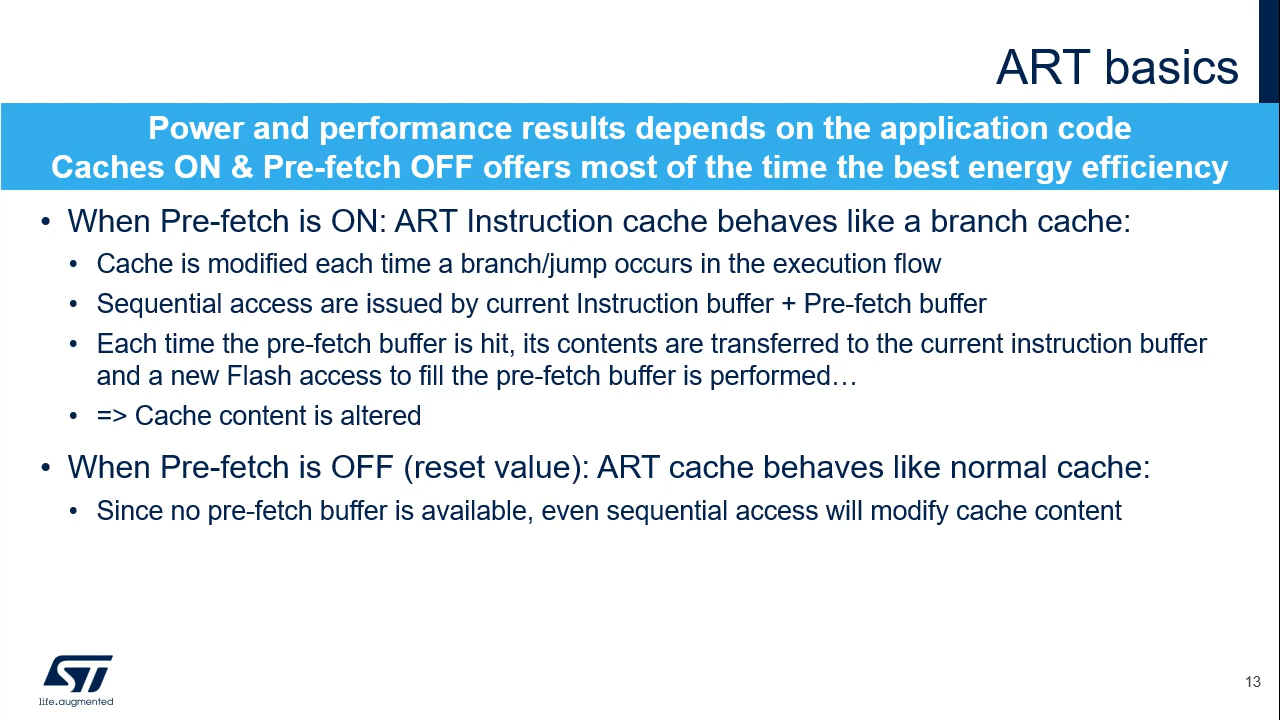 ART basics
Power and performance results depends on the application code
Caches ON & Pre-fetch OFF offers most of the time the best energy efficiency
• When Pre-fetch is ON: ART Instruction cache behaves like a branch cache:
• Cache is modified each time a branch/jump occurs in the execution flow
• Sequential access are issued by current Instruction buffer + Pre-fetch buffer
• Each time the pre-fetch buffer is hit, its contents are transferred to the current instruction buffer
and a new Flash access to fill the pre-fetch buffer is performed…
• => Cache content is altered
• When Pre-fetch is OFF (reset value): ART cache behaves like normal cache:
• Since no pre-fetch buffer is available, even sequential access will modify cache content
ST
life.augmented
13